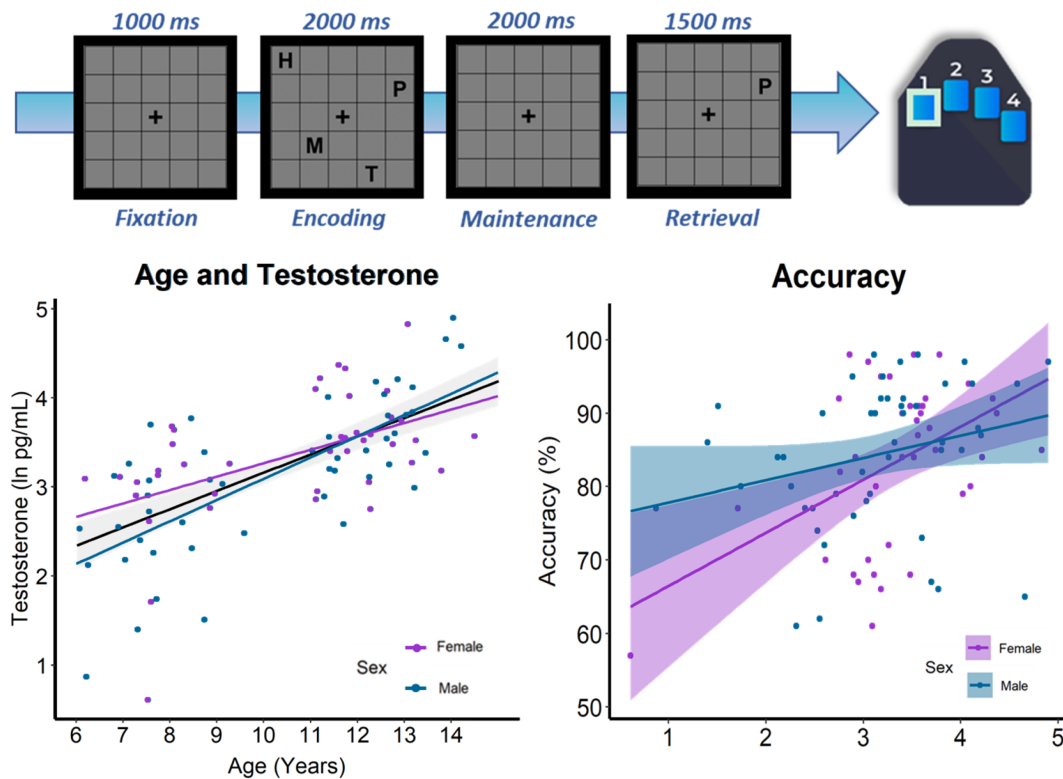 1000 ms
2000 ms
2000 ms
1500 ms
H
P
+
M
T
+
+
P
+
1
2
3
4
Fixation
Encoding
Maintenance
Retrieval
Age and Testosterone
Testosterone (ln pg/mL)
5
4
3
2
1
6 7 8 9 10 11 12 13 14
Age (Years)
Sex
Female
Male
Accuracy
Accuracy (%)
100
90
80
70
60
50
1 2 3 4 5
Sex
Female
Male